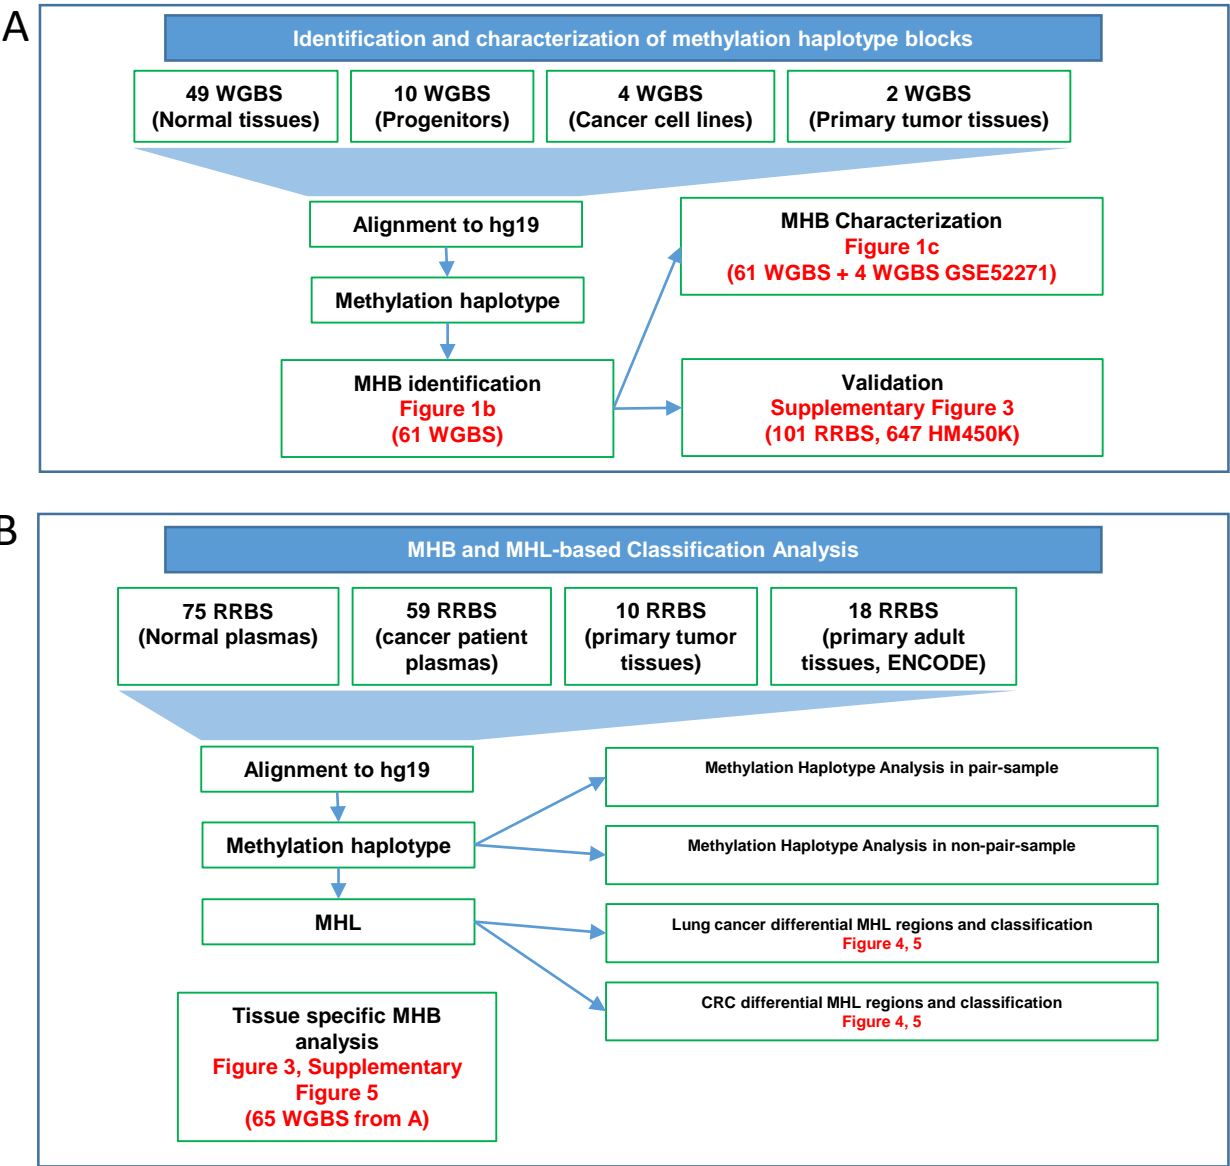 A
Identification and characterization of methylation haplotype blocks
49 WGBS
(Normal tissues)
10 WGBS
(Progenitors)
4 WGBS
(Cancer cell lines)
2 WGBS
(Primary tumor tissues)
Alignment to hg19
Methylation haplotype
MHB identification
Figure 1b
(61 WGBS)
MHB Characterization
Figure 1c
(61 WGBS + 4 WGBS GSE52271)
Validation
Supplementary Figure 3
(101 RRBS, 647 HM450K)
B
MHB and MHL-based Classification Analysis
75 RRBS
(Normal plasmas)
59 RRBS
(cancer patient
plasmas)
10 RRBS
(primary tumor
tissues)
18 RRBS
(primary adult
tissues, ENCODE)
Alignment to hg19
Methylation haplotype
MHL
Methylation Haplotype Analysis in pair-sample
Methylation Haplotype Analysis in non-pair-sample
Lung cancer differential MHL regions and classification
Figure 4, 5
CRC differential MHL regions and classification
Figure 4, 5
Tissue specific MHB
analysis
Figure 3, Supplementary
Figure 5
(65 WGBS from A)